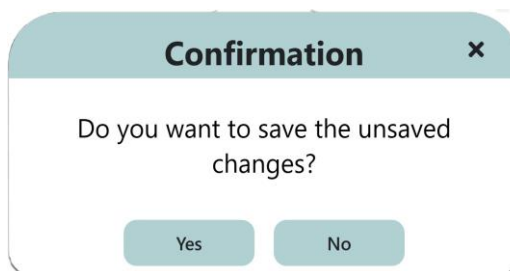 Confirmation ×
Do you want to save the unsaved
changes?
Yes No